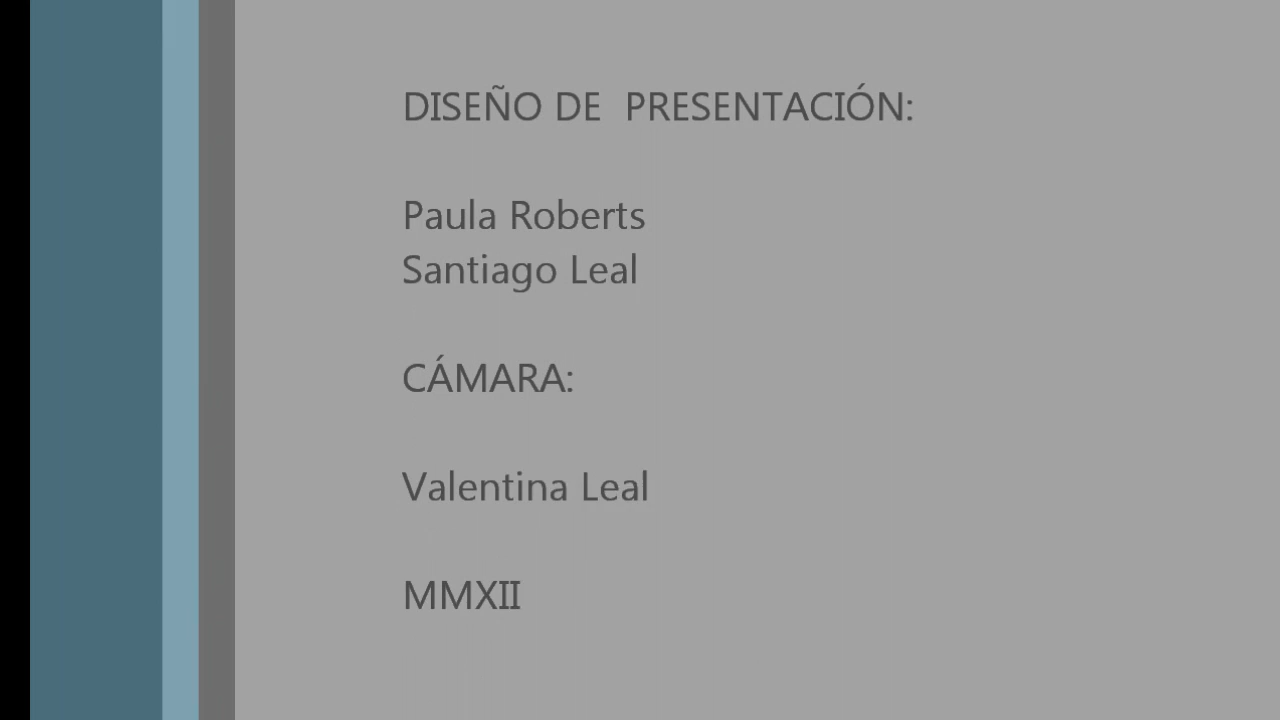 DISEÑO DE  PRESENTACIÓN:
Paula Roberts
Santiago Leal
CÁMARA:
Valentina Leal
MMXII